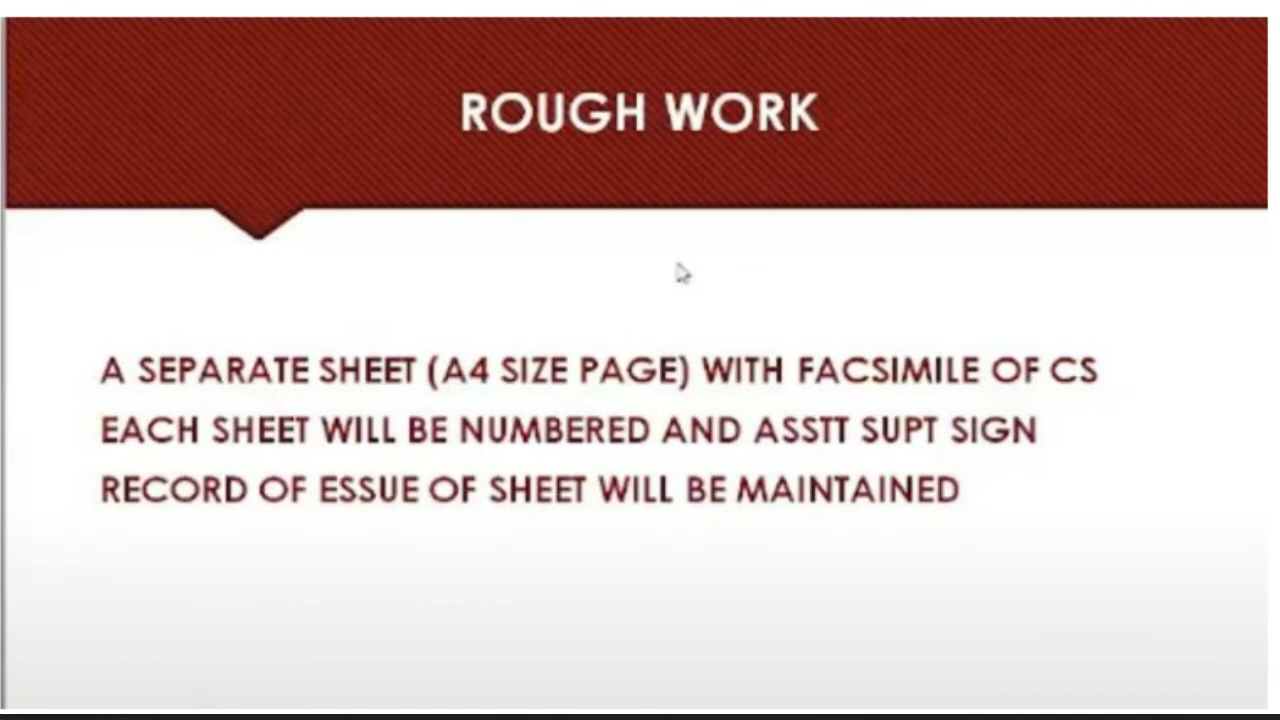 ROUGH WORK
A SEPARATE SHEET (A4 SIZE PAGE) WITH FACSIMILE OF CS
EACH SHEET WILL BE NUMBERED AND ASSTT SUPT SIGN
RECORD OF ESSUE OF SHEET WILL BE MAINTAINED